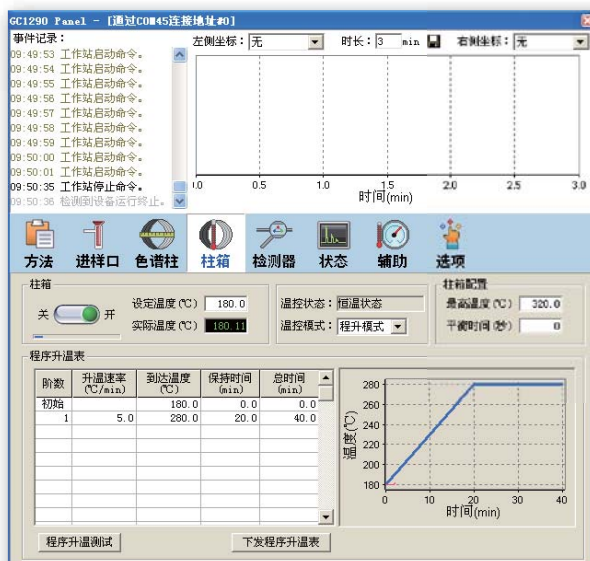 GC1290 Panel - [通过COM45连接地址#0]
事件记录：
左侧坐标：无 时长：3 min 右侧坐标：无
09:49:53 工作站启动命令。
09:49:54 工作站启动命令。
09:49:55 工作站启动命令。
09:49:56 工作站启动命令。
09:49:57 工作站启动命令。
09:49:58 工作站启动命令。
09:49:59 工作站启动命令。
09:50:00 工作站启动命令。
09:50:01 工作站启动命令。
09:50:35 工作站停止命令。
09:50:36 检测到设备运行终止。
0.5 1.0 1.5 2.0 2.5 3.0
时间(min)
方法 进样口 色谱柱 柱箱 检测器 状态 辅助 选项
柱箱
关 开
设定温度(℃) 180.0
实际温度(℃) 180.11
温控状态：恒温状态
温控模式：程升模式
柱箱配置
最高温度(℃) 320.0
平衡时间(秒) 0
程序升温表
阶数 升温速率(℃/min) 到达温度(℃) 保持时间(min) 总时间(min)
初始 180.0 0.0 0.0
1 5.0 280.0 20.0 40.0
温度(℃)
280
260
240
220
200
180
0 10 20 30 40
时间(min)
程序升温测试 下发程序升温表